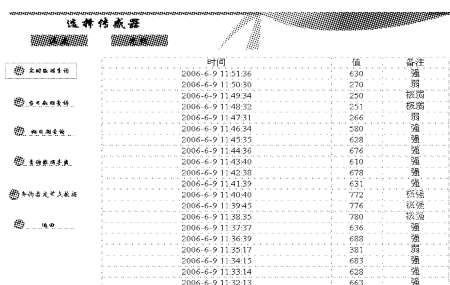 选择传感器
时间 值 备注
2006-6-9 11:51:36 630 强
2006-6-9 11:50:30 270 弱
2006-6-9 11:49:34 250 极弱
2006-6-9 11:48:32 251 极弱
2006-6-9 11:47:31 266 弱
2006-6-9 11:46:34 580 强
2006-6-9 11:45:35 628 强
2006-6-9 11:44:36 676 强
2006-6-9 11:43:40 610 强
2006-6-9 11:42:38 678 强
2006-6-9 11:41:39 631 强
2006-6-9 11:40:40 772 极强
2006-6-9 11:39:45 776 极强
2006-6-9 11:38:35 780 极强
2006-6-9 11:37:37 636 强
2006-6-9 11:36:39 688 强
2006-6-9 11:35:17 381 弱
2006-6-9 11:34:15 683 强
2006-6-9 11:33:14 628 强
2006-6-9 11:32:13 663 强